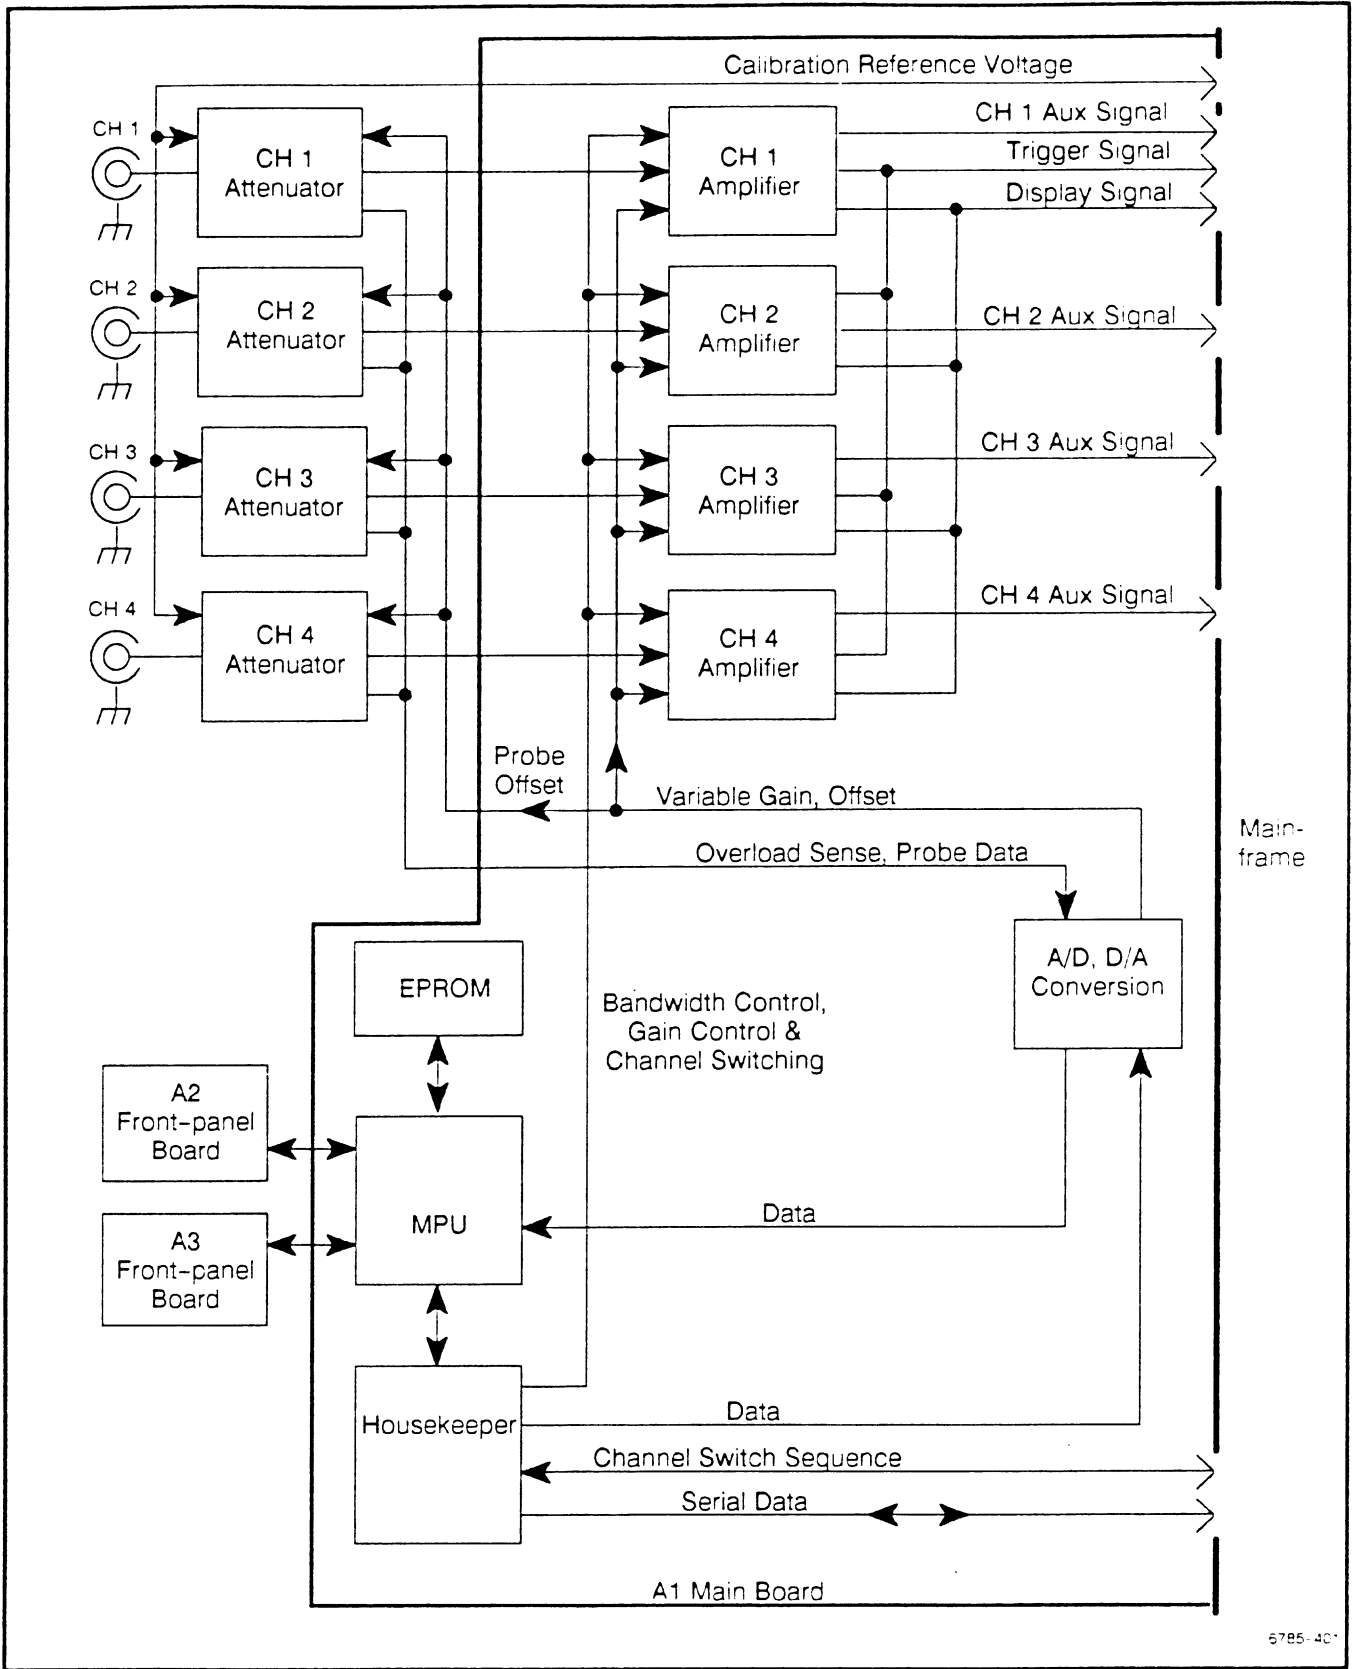 Calibration Reference Voltage
CH 1
CH 1
Attenuator
CH 1
Amplifier
CH 1 Aux Signal
Trigger Signal
Display Signal
CH 2
CH 2
Attenuator
CH 2
Amplifier
CH 2 Aux Signal
CH 3
CH 3
Attenuator
CH 3
Amplifier
CH 3 Aux Signal
CH 4
CH 4
Attenuator
CH 4
Amplifier
CH 4 Aux Signal
Probe
Offset
Variable Gain, Offset
Main-
frame
Overload Sense, Probe Data
A/D, D/A
Conversion
EPROM
Bandwidth Control,
Gain Control &
Channel Switching
A2
Front-panel
Board
MPU
Data
A3
Front-panel
Board
Housekeeper
Data
Channel Switch Sequence
Serial Data
A1 Main Board
6785-401